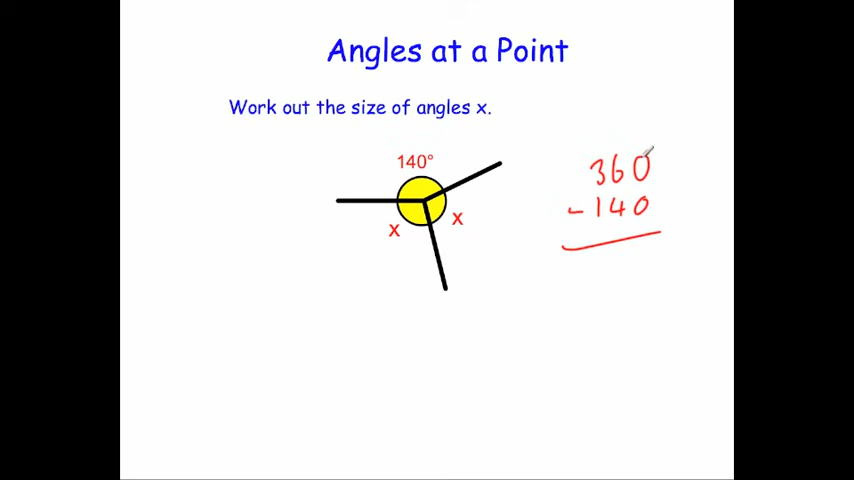 Angles at a Point
Work out the size of angles x.
140°
x
x
360
- 140